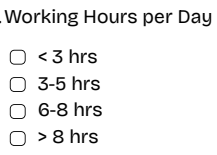 .Working Hours per Day
< 3 hrs
3-5 hrs
6-8 hrs
> 8 hrs